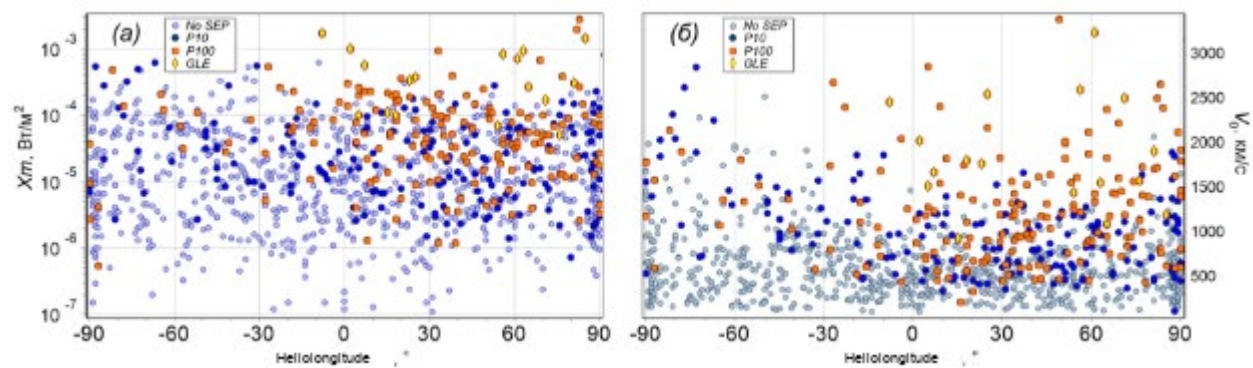 (a)
No SEP
P10
P100
GLE
10⁻³
10⁻⁴
10⁻⁵
10⁻⁶
10⁻⁷
Xm, Вт/м²
-90 -60 -30 0 30 60 90
Heliolongitude , °
(б)
No SEP
P10
P100
GLE
3000
2500
2000
1500
1000
500
V₀, км/с
-90 -60 -30 0 30 60 90
Heliolongitude , °